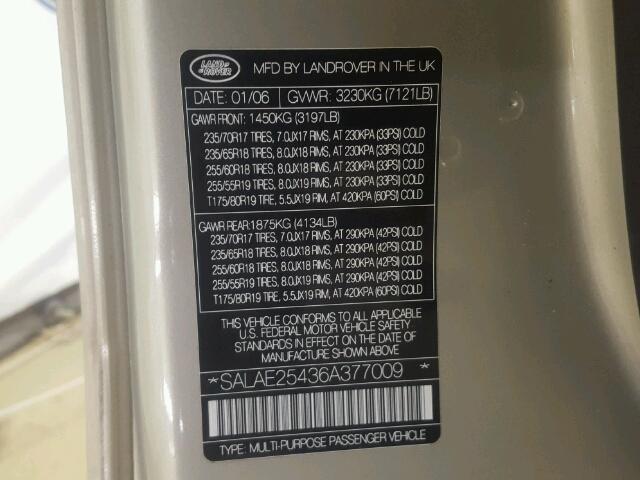 LAND ROVER
MFD BY LANDROVER IN THE UK
DATE: 01/06 GVWR: 3230KG (7121LB)
GAWR FRONT: 1450KG (3197LB)
235/70R17 TIRES, 7.0JX17 RIMS, AT 230KPA (33PSI) COLD
235/65R18 TIRES, 8.0JX18 RIMS, AT 230KPA (33PSI) COLD
255/60R18 TIRES, 8.0JX18 RIMS, AT 230KPA (33PSI) COLD
255/55R19 TIRES, 8.0JX19 RIMS, AT 230KPA (33PSI) COLD
T175/80R19 TIRE, 5.5JX19 RIM, AT 420KPA (60PSI) COLD
GAWR REAR: 1875KG (4134LB)
235/70R17 TIRES, 7.0JX17 RIMS, AT 290KPA (42PSI) COLD
235/65R18 TIRES, 8.0JX18 RIMS, AT 290KPA (42PSI) COLD
255/60R18 TIRES, 8.0JX18 RIMS, AT 290KPA (42PSI) COLD
255/55R19 TIRES, 8.0JX19 RIMS, AT 290KPA (42PSI) COLD
T175/80R19 TIRE, 5.5JX19 RIM, AT 420KPA (60PSI) COLD
THIS VEHICLE CONFORMS TO ALL APPLICABLE
U.S. FEDERAL MOTOR VEHICLE SAFETY
STANDARDS IN EFFECT ON THE DATE OF
MANUFACTURE SHOWN ABOVE.
*SALAE25436A377009*
TYPE: MULTI-PURPOSE PASSENGER VEHICLE